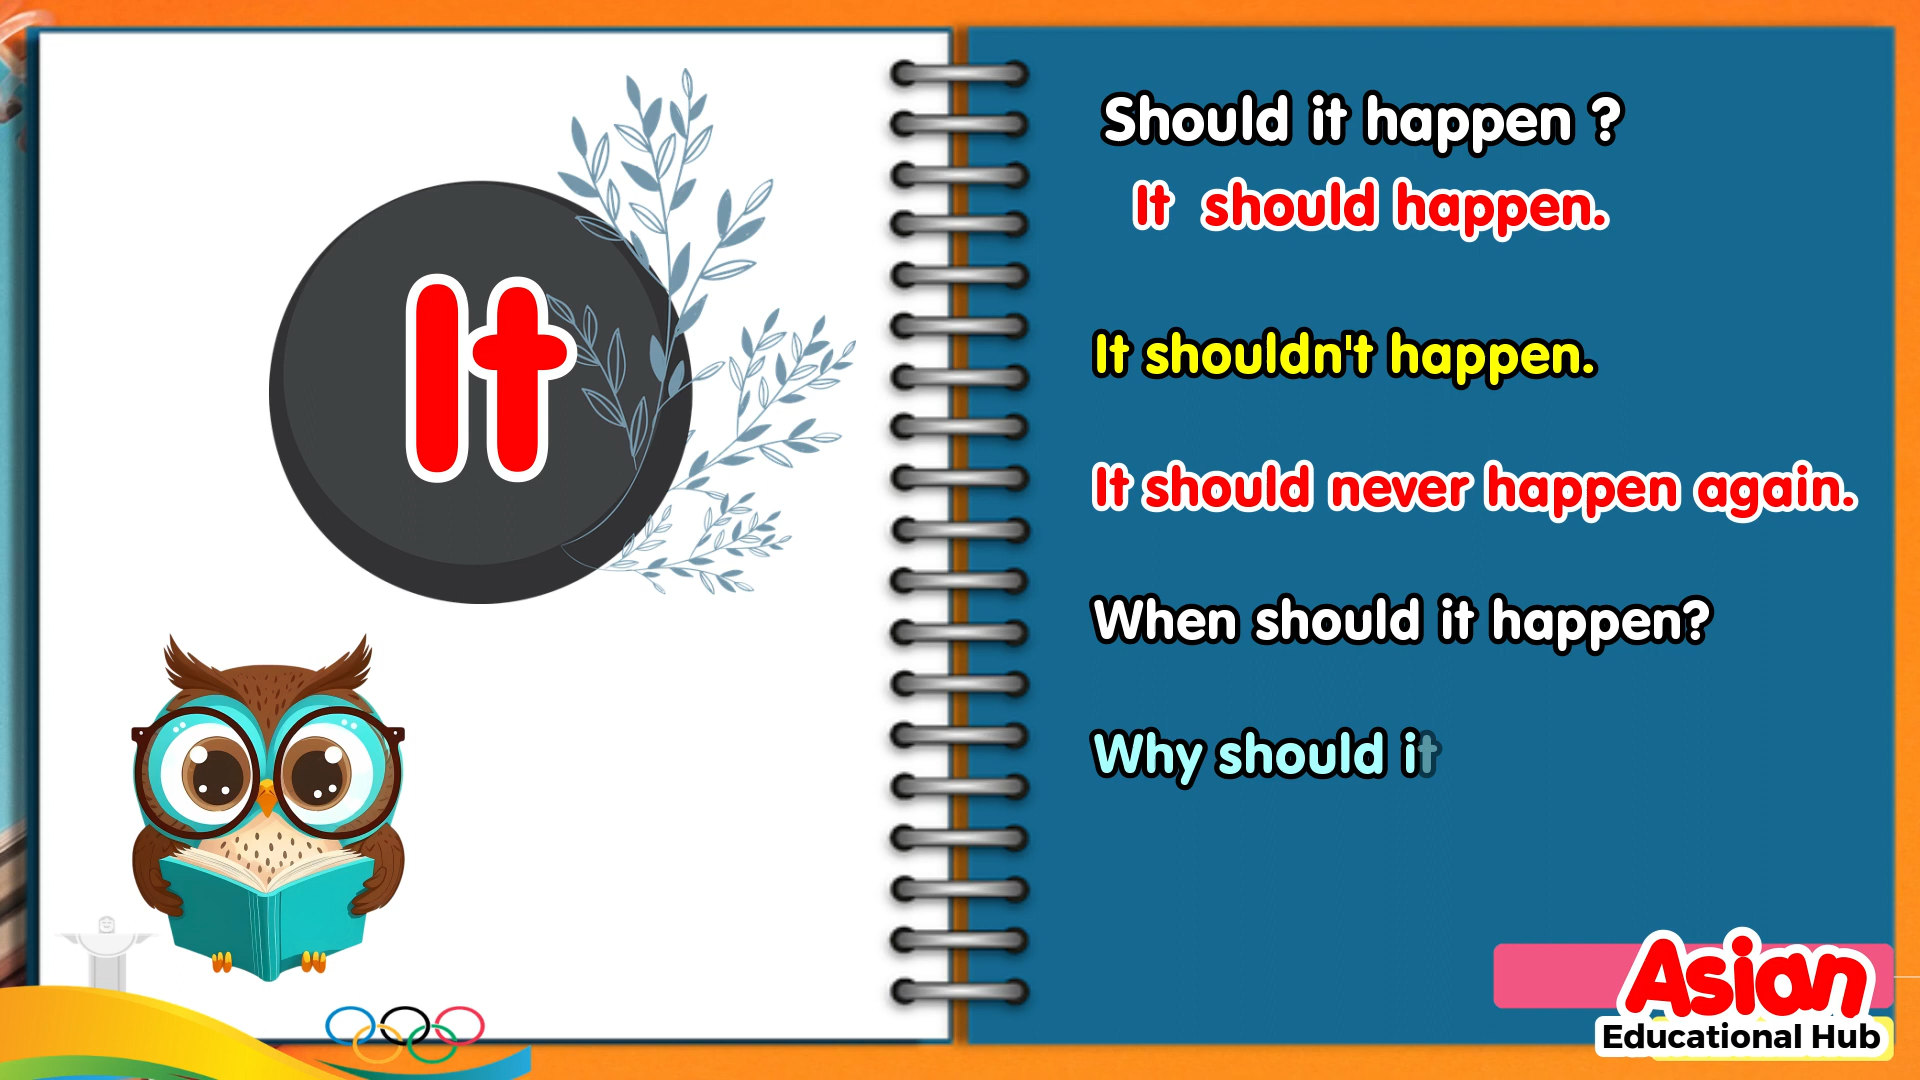 It
Should it happen ?
It should happen.
It shouldn't happen.
It should never happen again.
When should it happen?
Why should it
Asian
Educational Hub